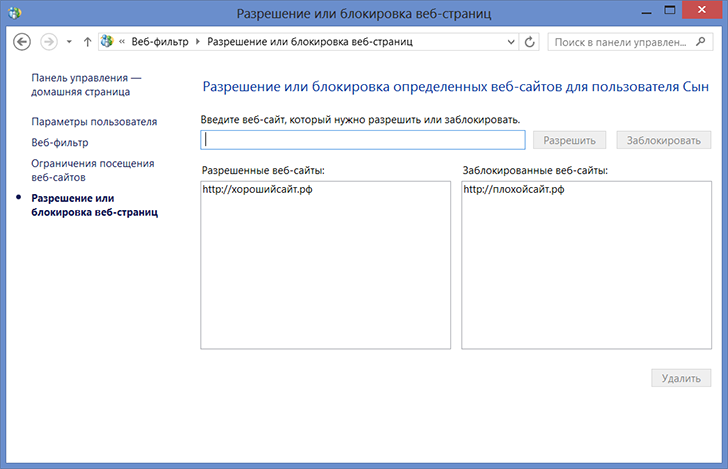 Разрешение или блокировка веб-страниц
« Веб-фильтр Разрешение или блокировка веб-страниц
Поиск в панели управлен...
Панель управления —
домашняя страница
Параметры пользователя
Веб-фильтр
Ограничения посещения
веб-сайтов
Разрешение или
блокировка веб-страниц
Разрешение или блокировка определенных веб-сайтов для пользователя Сын
Введите веб-сайт, который нужно разрешить или заблокировать.
Разрешить
Заблокировать
Разрешенные веб-сайты:
http://хорошийсайт.рф
Заблокированные веб-сайты:
http://плохойсайт.рф
Удалить